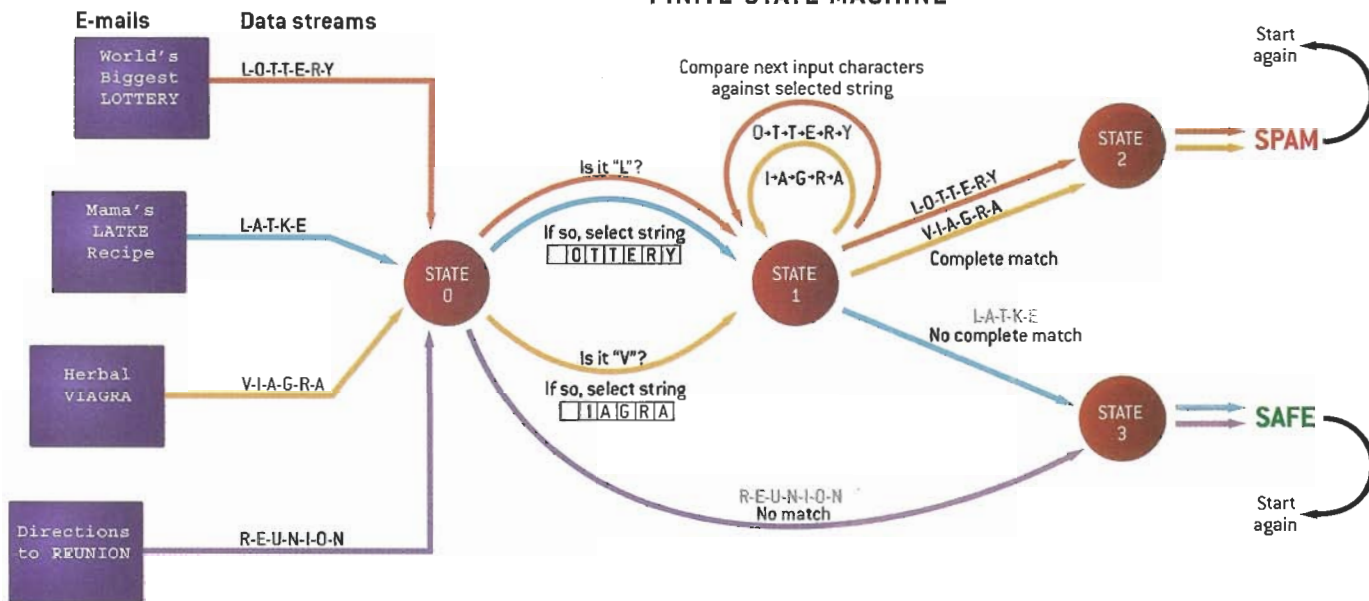 FINITE STATE MACHINE
E-mails
Data streams
World's
Biggest
LOTTERY
L-O-T-T-E-R-Y
Mama's
LATKE
Recipe
L-A-T-K-E
Herbal
VIAGRA
V-I-A-G-R-A
Directions
to REUNION
R-E-U-N-I-O-N
STATE
0
Is it "L"?
If so, select string
OTTERY
Is it "V"?
If so, select string
IAGRA
R-E-U-N-I-O-N
No match
Compare next input characters
against selected string
O→T→T→E→R→Y
I→A→G→R→A
STATE
1
L-O-T-T-E-R-Y
V-I-A-G-R-A
Complete match
L-A-T-K-E
No complete match
STATE
2
SPAM
Start
again
STATE
3
SAFE
Start
again